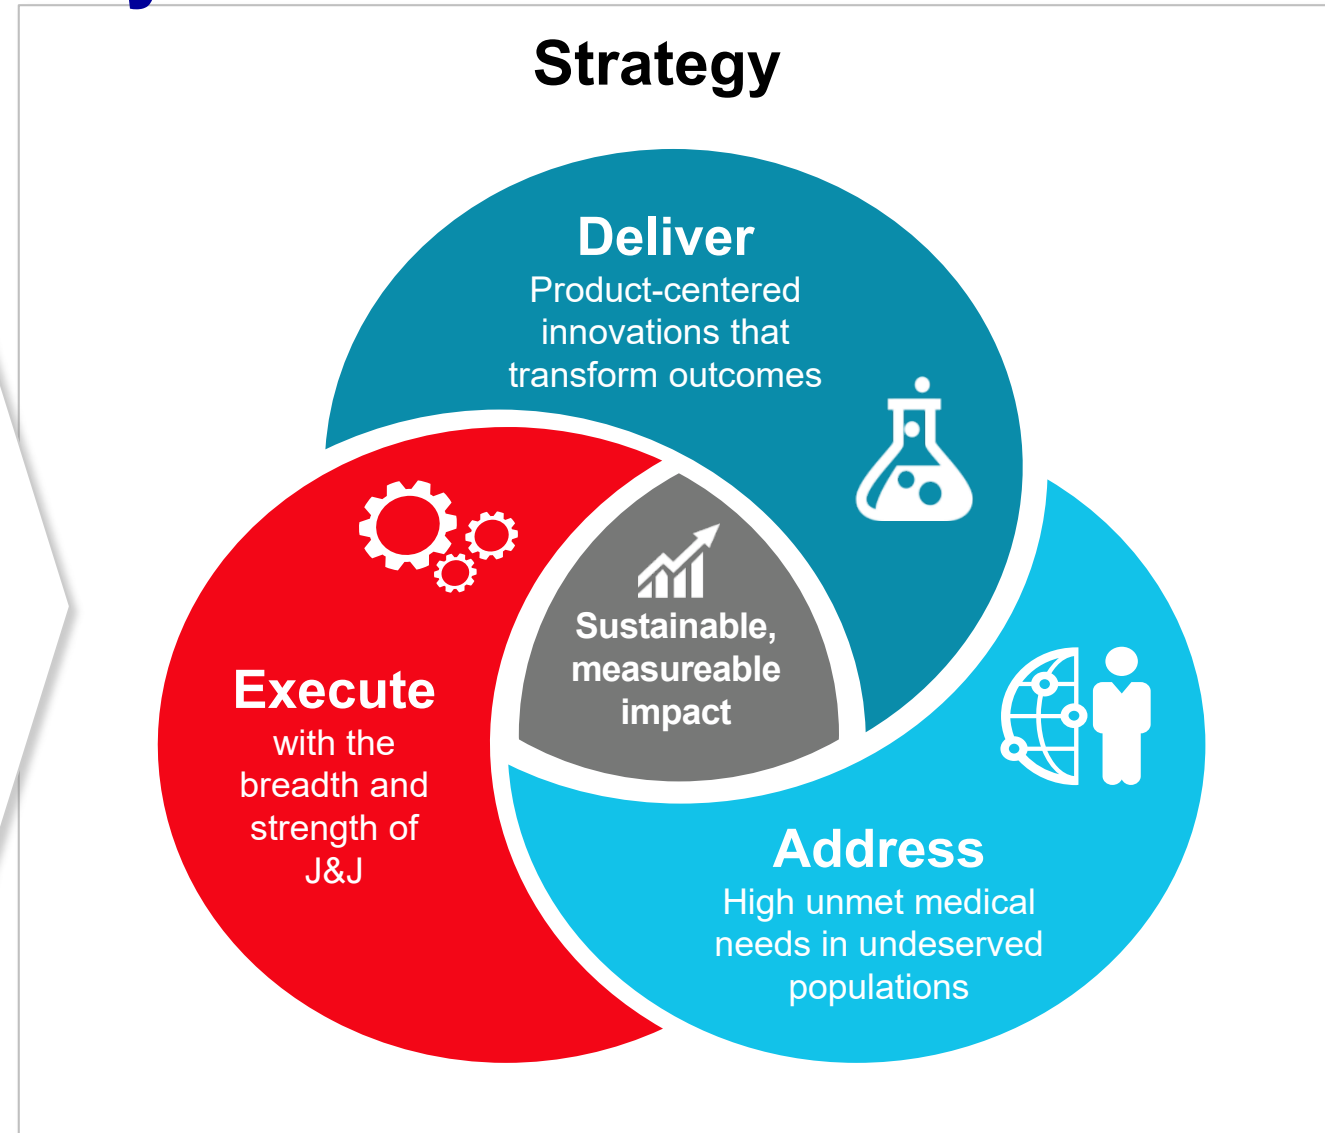 Strategy
Deliver
Product-centered
innovations that
transform outcomes
Execute
with the
breadth and
strength of
J&J
Sustainable,
measureable
impact
Address
High unmet medical
needs in undeserved
populations